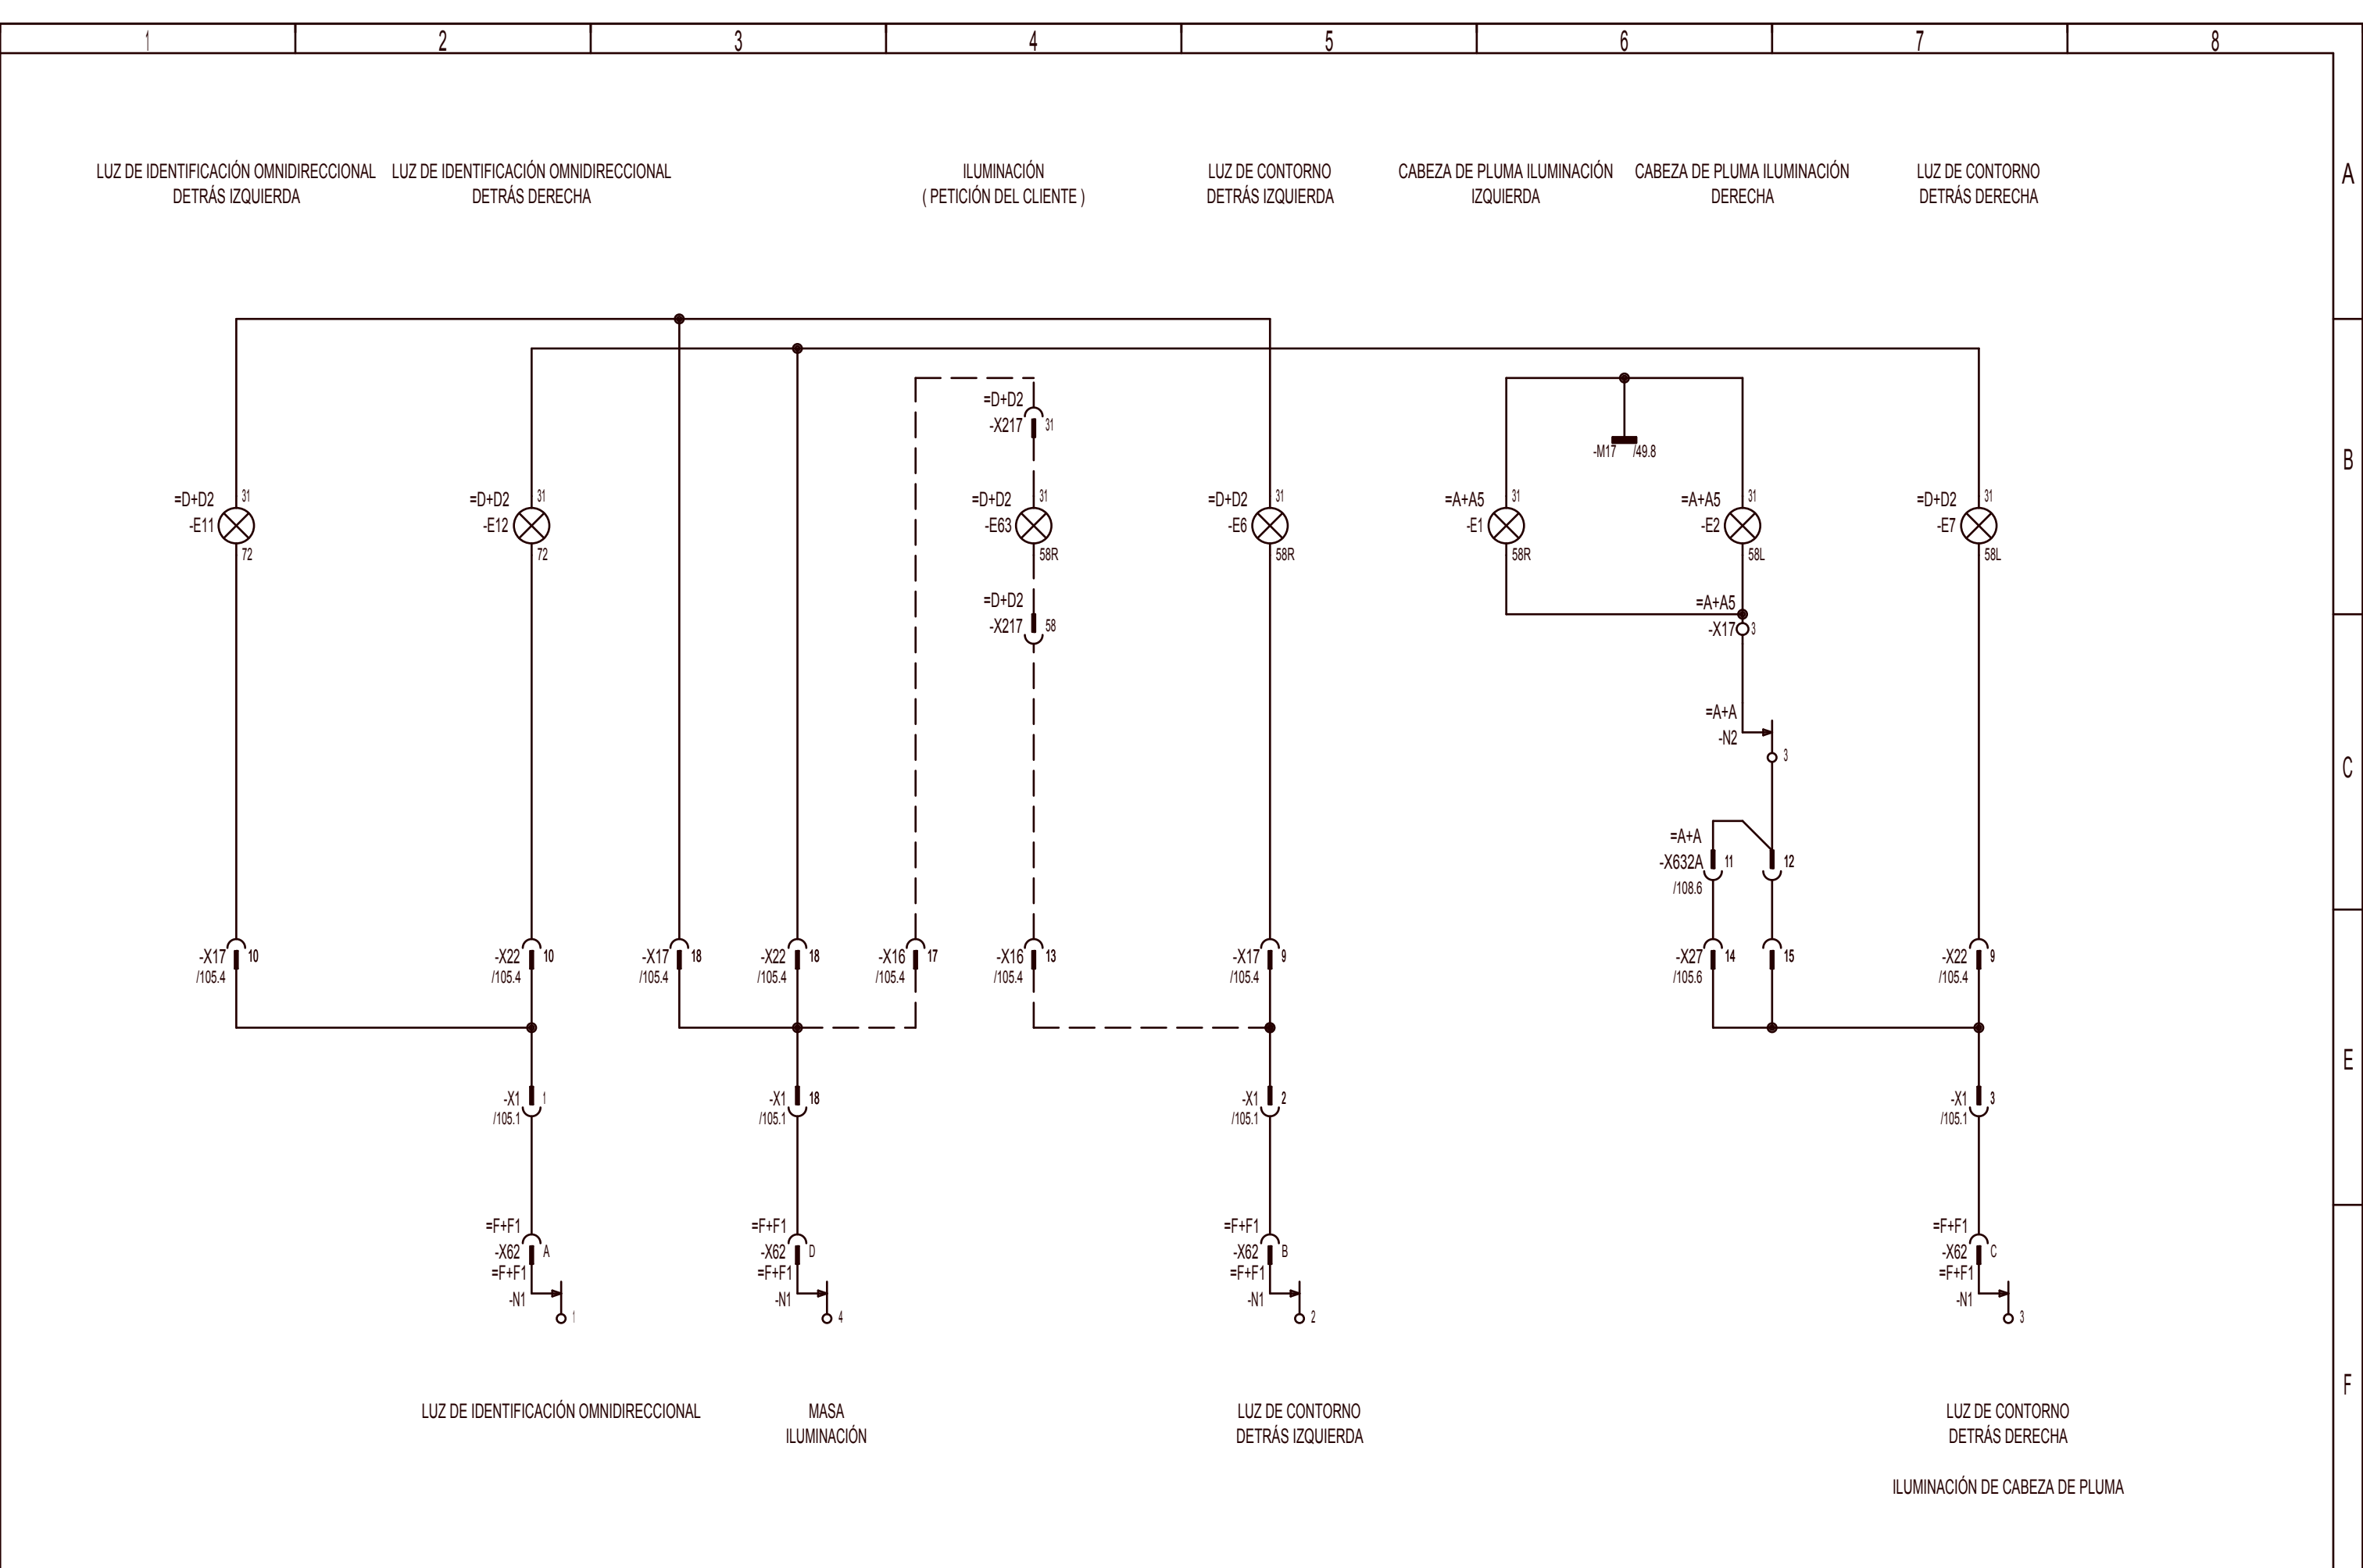 1 2 3 4 5 6 7 8
LUZ DE IDENTIFICACIÓN OMNIDIRECCIONAL
DETRÁS IZQUIERDA
LUZ DE IDENTIFICACIÓN OMNIDIRECCIONAL
DETRÁS DERECHA
ILUMINACIÓN
( PETICIÓN DEL CLIENTE )
LUZ DE CONTORNO
DETRÁS IZQUIERDA
CABEZA DE PLUMA ILUMINACIÓN
IZQUIERDA
CABEZA DE PLUMA ILUMINACIÓN
DERECHA
LUZ DE CONTORNO
DETRÁS DERECHA
A
=D+D2
-X217 31
-M17 /49.8
B
=D+D2 31
-E11
72
=D+D2 31
-E12
72
=D+D2 31
-E63
58R
=D+D2 31
-E6
58R
=A+A5 31
-E1
58R
=A+A5 31
-E2
58L
=D+D2 31
-E7
58L
=D+D2
-X217 58
=A+A5
-X17 3
=A+A
-N2
3
C
=A+A
-X632A 11 12
/108.6
-X17 10
/105.4
-X22 10
/105.4
-X17 18
/105.4
-X22 18
/105.4
-X16 17
/105.4
-X16 13
/105.4
-X17 9
/105.4
-X27 14 15
/105.6
-X22 9
/105.4
E
-X1 1
/105.1
-X1 18
/105.1
-X1 2
/105.1
-X1 3
/105.1
=F+F1
-X62 A
=F+F1
-N1
1
=F+F1
-X62 D
=F+F1
-N1
4
=F+F1
-X62 B
=F+F1
-N1
2
=F+F1
-X62 C
=F+F1
-N1
3
F
LUZ DE IDENTIFICACIÓN OMNIDIRECCIONAL
MASA
ILUMINACIÓN
LUZ DE CONTORNO
DETRÁS IZQUIERDA
LUZ DE CONTORNO
DETRÁS DERECHA
ILUMINACIÓN DE CABEZA DE PLUMA